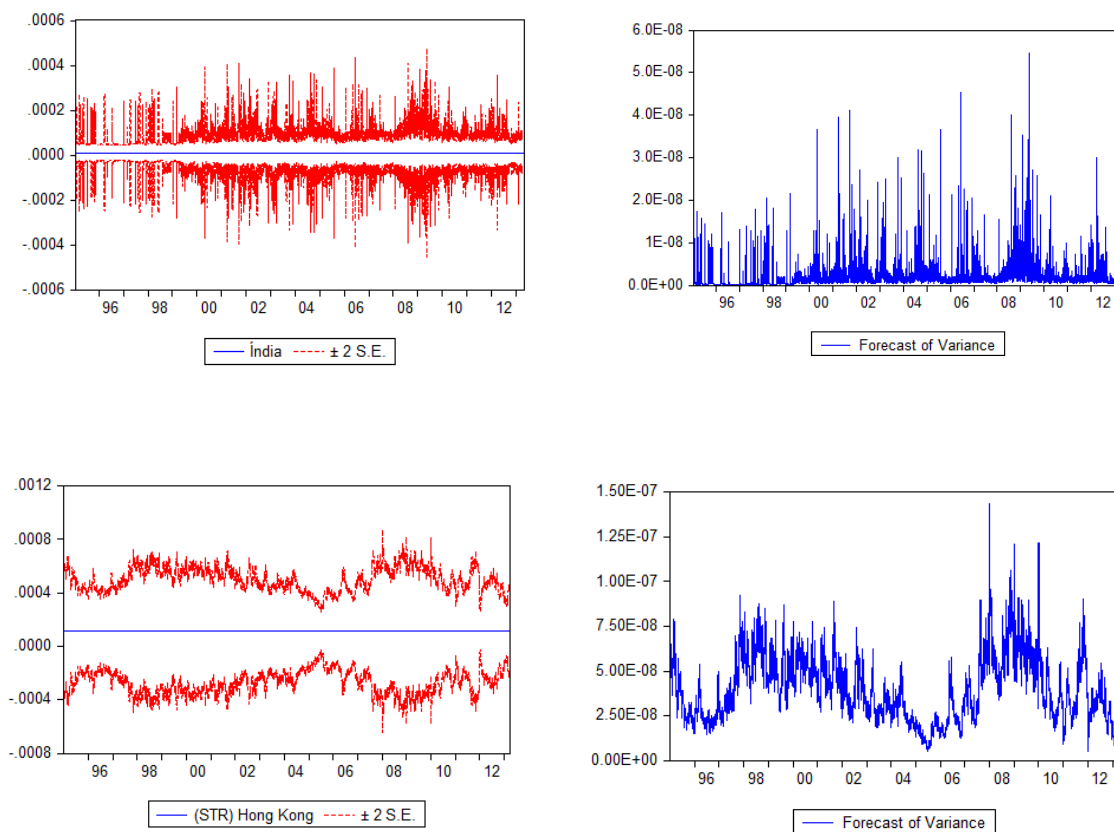 .0006
.0004
.0002
.0000
-.0002
-.0004
-.0006
96 98 00 02 04 06 08 10 12
Índia ± 2 S.E.
6.0E-08
5.0E-08
4.0E-08
3.0E-08
2.0E-08
1.0E-08
0.0E+00
96 98 00 02 04 06 08 10 12
Forecast of Variance
.0012
.0008
.0004
.0000
-.0004
-.0008
96 98 00 02 04 06 08 10 12
(STR) Hong Kong ± 2 S.E.
1.50E-07
1.25E-07
1.00E-07
7.50E-08
5.00E-08
2.50E-08
0.00E+00
96 98 00 02 04 06 08 10 12
Forecast of Variance